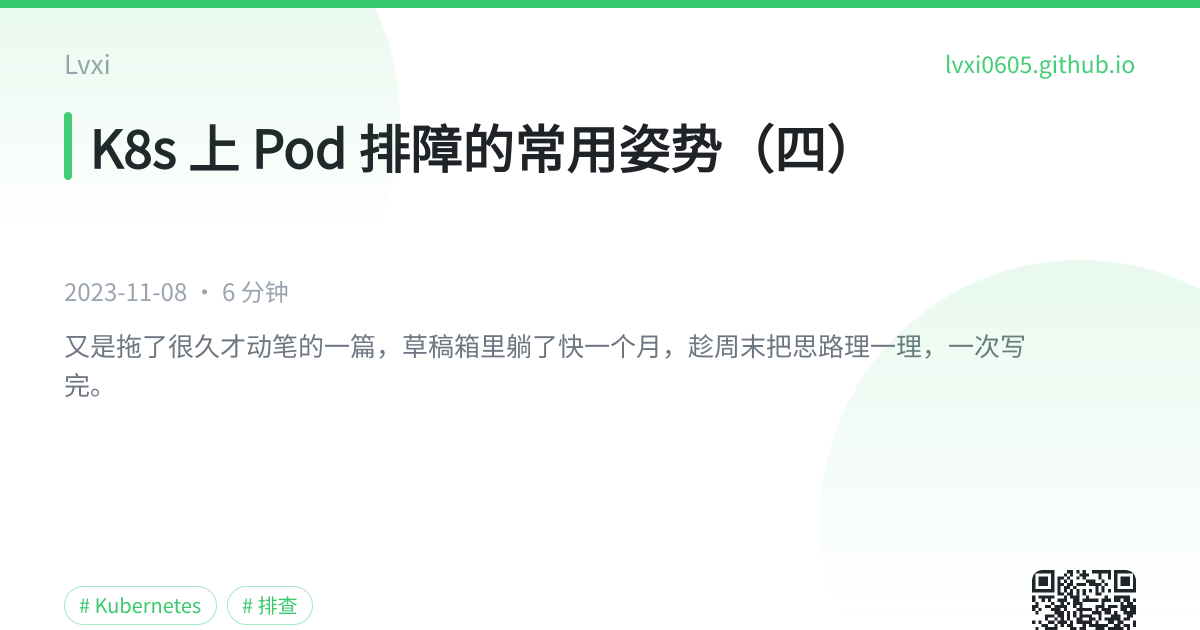 Lvxi
lvxi0605.github.io
K8s 上 Pod 排障的常用姿势（四）
2023-11-08 · 6 分钟
又是拖了很久才动笔的一篇，草稿箱里躺了快一个月，趁周末把思路理一理，一次写
完。
# Kubernetes
# 排查